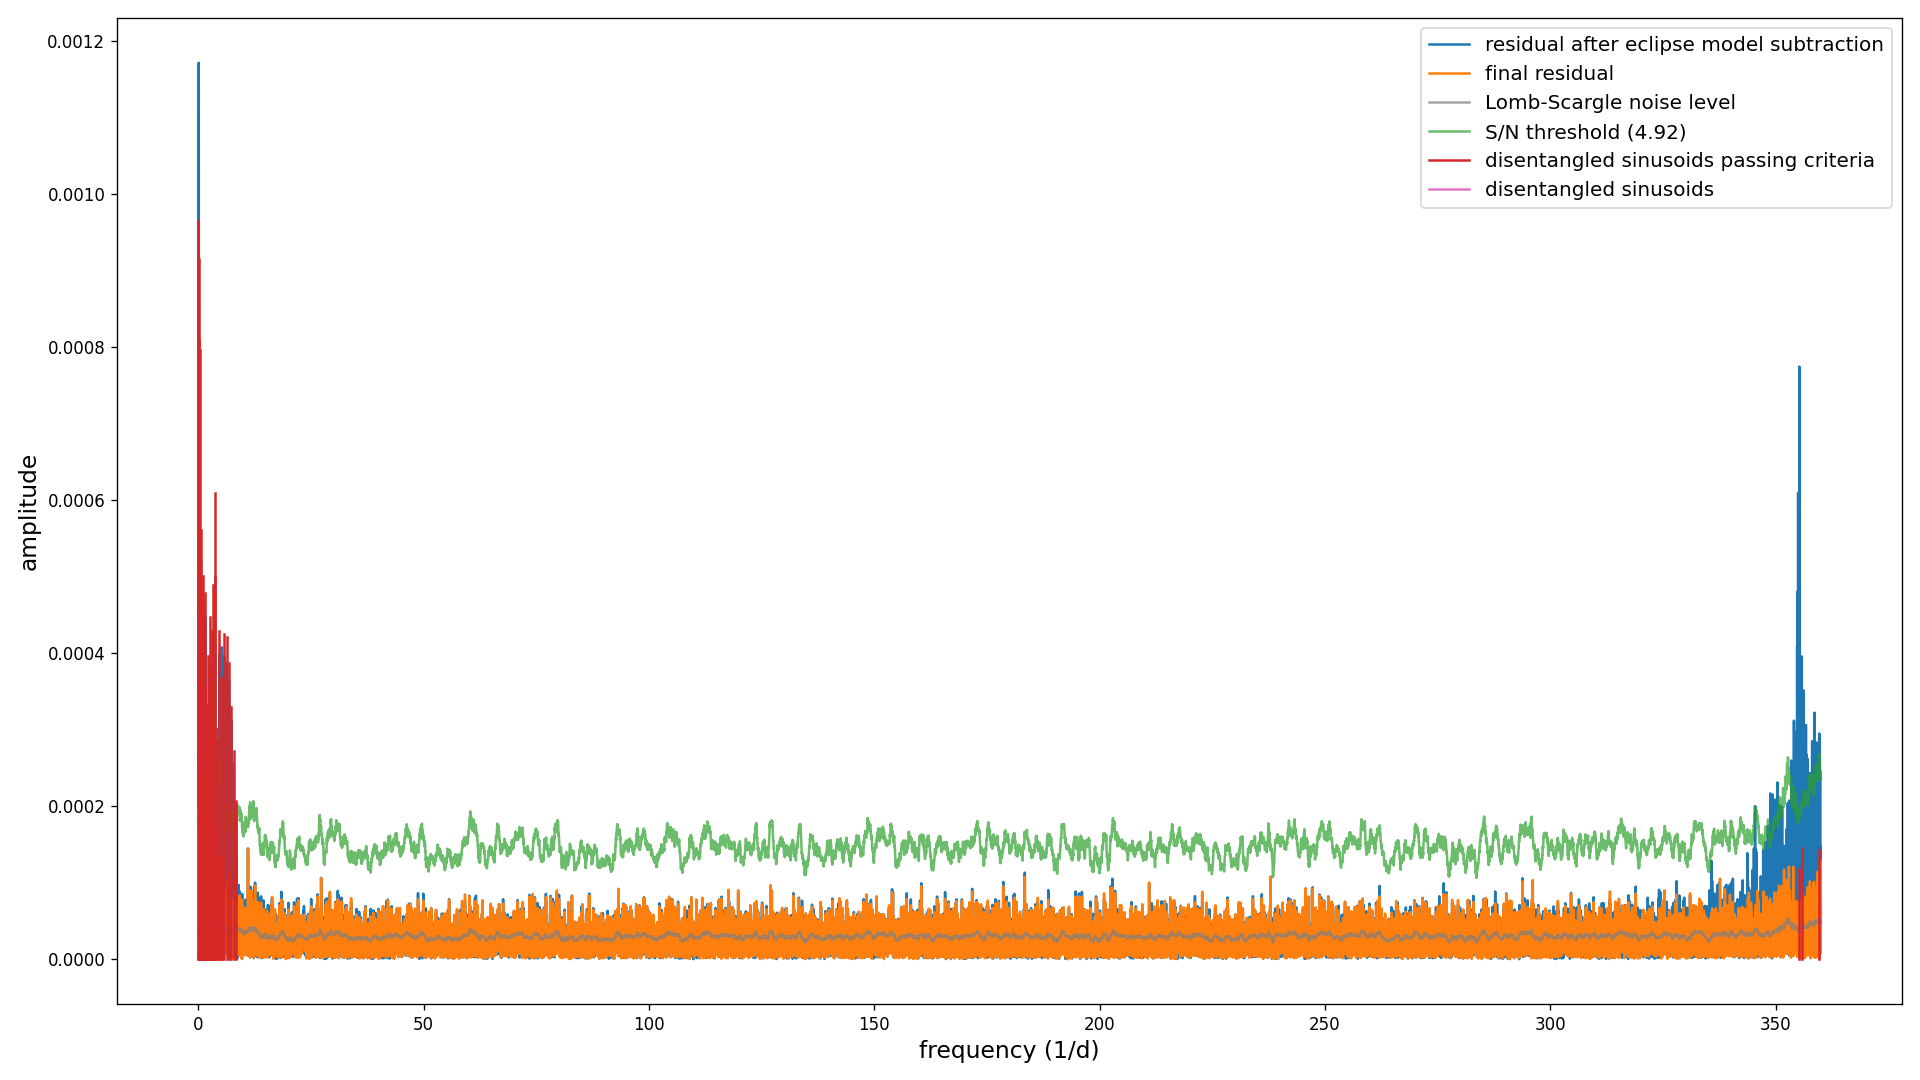 residual after eclipse model subtraction
final residual
Lomb-Scargle noise level
S/N threshold (4.92)
disentangled sinusoids passing criteria
disentangled sinusoids
0.0012
0.0010
0.0008
0.0006
0.0004
0.0002
0.0000
amplitude
0 50 100 150 200 250 300 350
frequency (1/d)